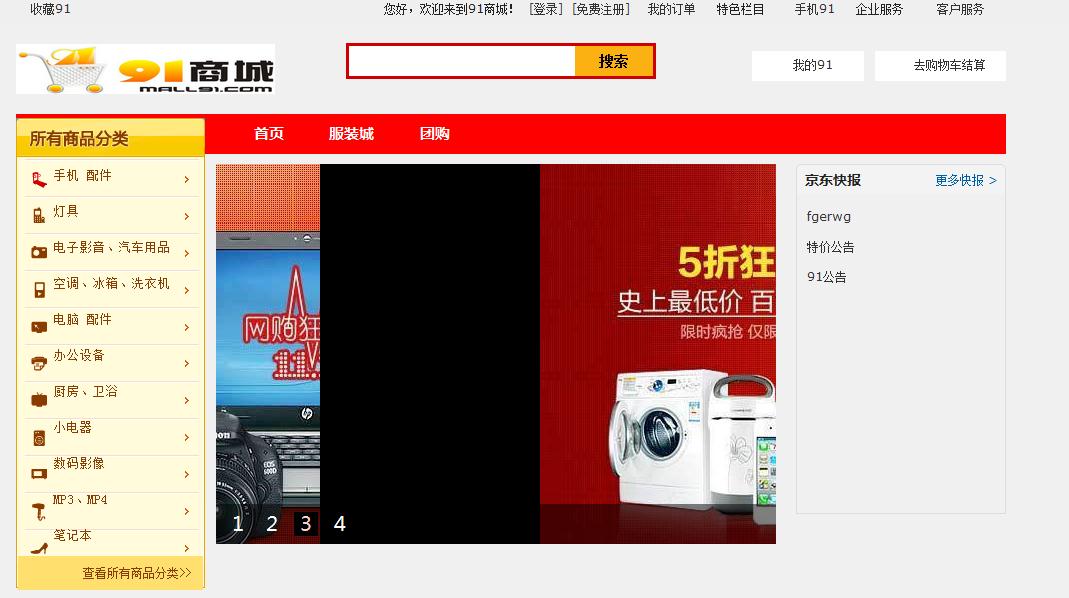 收藏91 您好，欢迎来到91商城！ [登录] [免费注册] 我的订单 特色栏目 手机91 企业服务 客户服务
91商城
MALL91.COM
搜索
我的91
去购物车结算
所有商品分类
首页 服装城 团购
手机 配件
灯具
电子影音、汽车用品
空调、冰箱、洗衣机
电脑 配件
办公设备
厨房、卫浴
小电器
数码影像
MP3、MP4
笔记本
查看所有商品分类>>
网购狂
11
hp
EOS
600D
5折狂
史上最低价 百
限时疯抢 仅限
1 2 3 4
京东快报 更多快报 >
fgerwg
特价公告
91公告